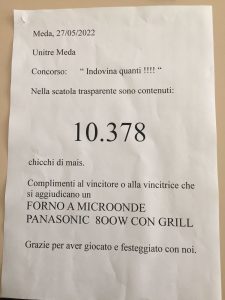 Meda, 27/05/2022
Unitre Meda
Concorso: “ Indovina quanti !!!! “
Nella scatola trasparente sono contenuti:
10.378
chicchi di mais.
Complimenti al vincitore o alla vincitrice che
si aggiudicano un
FORNO A MICROONDE
PANASONIC 8OOW CON GRILL
Grazie per aver giocato e festeggiato con noi.